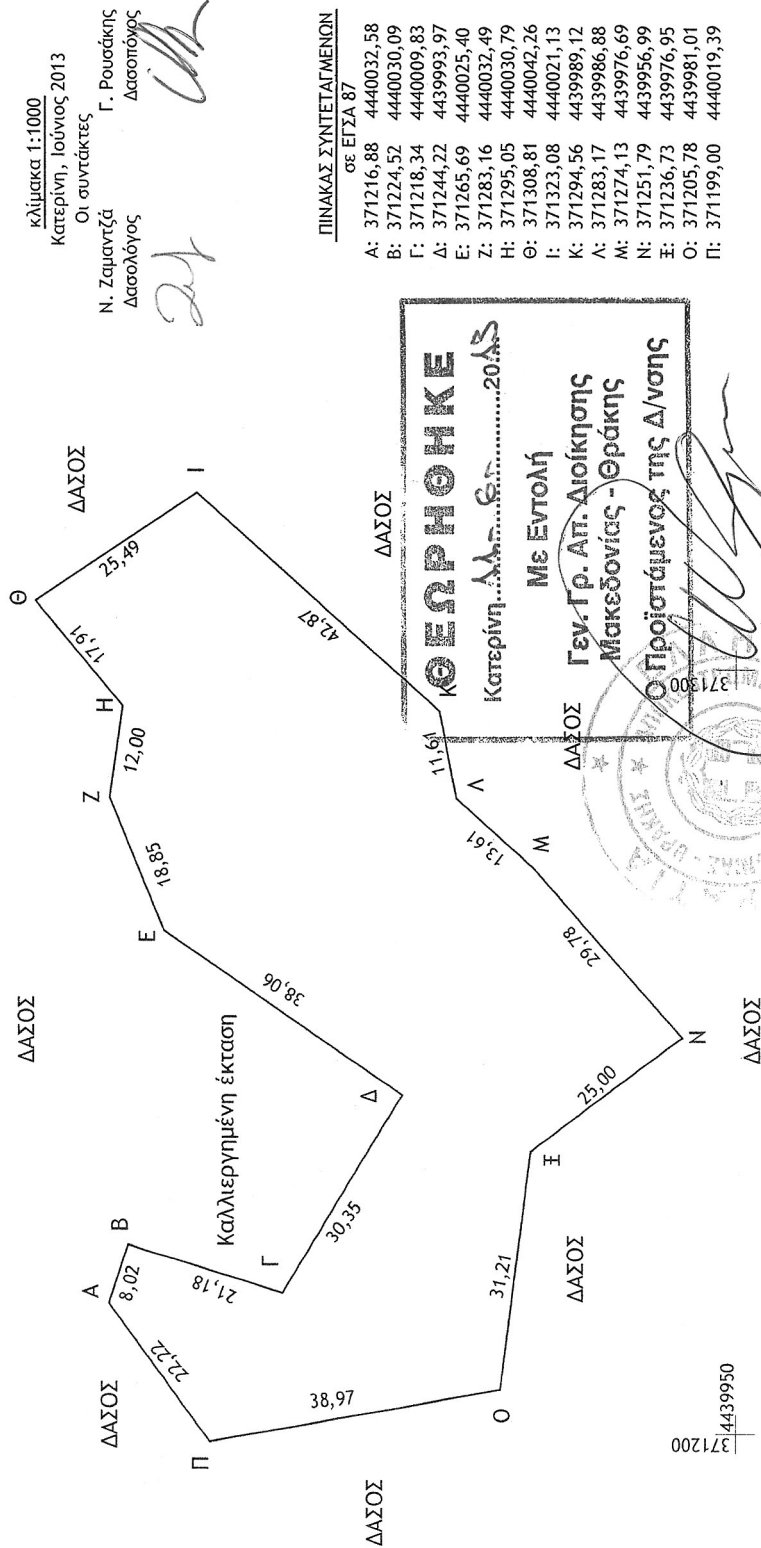 κλίμακα 1:1000
Κατερίνη, Ιούνιος 2013
Οι συντάκτες
Ν. Ζαμαντζά Γ. Ρουσάκης
Δασολόγος Δασοπόνος
ΠΙΝΑΚΑΣ ΣΥΝΤΕΤΑΓΜΕΝΩΝ
σε ΕΓΣΑ 87
Α: 371216,88 4440032,58
Β: 371224,52 4440030,09
Γ: 371218,34 4440009,83
Δ: 371244,22 4439993,97
Ε: 371265,69 4440025,40
Ζ: 371283,16 4440032,49
Η: 371295,05 4440030,79
Θ: 371308,81 4440042,26
Ι: 371323,08 4440021,13
Κ: 371294,56 4439989,12
Λ: 371283,17 4439986,88
Μ: 371274,13 4439976,69
Ν: 371251,79 4439956,99
Ξ: 371236,73 4439976,95
Ο: 371205,78 4439981,01
Π: 371199,00 4440019,39
ΘΕΩΡΗΘΗΚΕ
Κατερίνη 11-6- 2013
Με Εντολή
Γεν. Γρ. Απ. Διοίκησης
Μακεδονίας - Θράκης
Ο Προϊστάμενος της Δ/νσης
ΔΑΣΟΣ
ΔΑΣΟΣ
ΔΑΣΟΣ
ΔΑΣΟΣ
ΔΑΣΟΣ
ΔΑΣΟΣ
ΔΑΣΟΣ
ΔΑΣΟΣ
Καλλιεργημένη έκταση
Α
8,02
Β
21,18
Γ
30,35
Δ
38,06
Ε
18,85
Ζ
12,00
Η
17,91
Θ
25,49
Ι
42,87
Κ
11,61
Λ
13,61
Μ
29,78
Ν
25,00
Ξ
31,21
Ο
38,97
Π
22,22
371200
4439950
371300